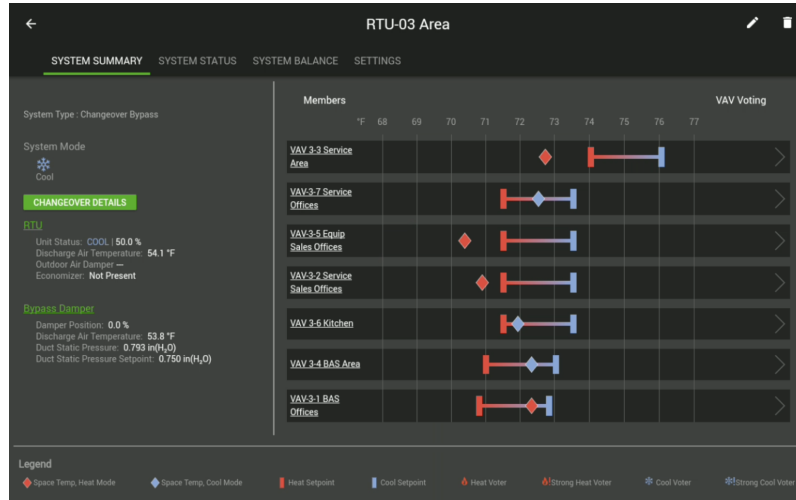 RTU-03 Area
SYSTEM SUMMARY SYSTEM STATUS SYSTEM BALANCE SETTINGS
System Type : Changeover Bypass
System Mode
Cool
CHANGEOVER DETAILS
RTU
Unit Status: COOL | 50.0 %
Discharge Air Temperature: 54.1 °F
Outdoor Air Damper —
Economizer: Not Present
Bypass Damper
Damper Position: 0.0 %
Discharge Air Temperature: 53.8 °F
Duct Static Pressure: 0.793 in(H₂O)
Duct Static Pressure Setpoint: 0.750 in(H₂O)
Members VAV Voting
°F 68 69 70 71 72 73 74 75 76 77
VAV 3-3 Service
Area
VAV-3-7 Service
Offices
VAV-3-5 Equip
Sales Offices
VAV-3-2 Service
Sales Offices
VAV 3-6 Kitchen
VAV 3-4 BAS Area
VAV-3-1 BAS
Offices
Legend
Space Temp, Heat Mode Space Temp, Cool Mode Heat Setpoint Cool Setpoint Heat Voter Strong Heat Voter Cool Voter Strong Cool Voter